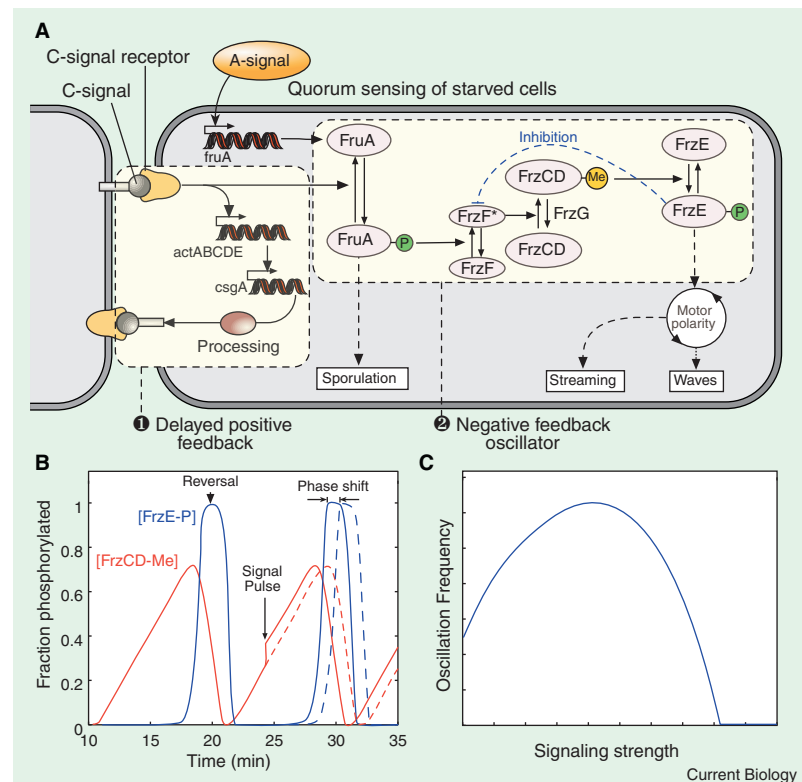 A
C-signal receptor
A-signal
C-signal
Quorum sensing of starved cells
fruA
FruA
Inhibition
FrzE
FrzCD
Me
FrzF*
FrzG
FrzE
P
FruA
P
FrzCD
FrzF
actABCDE
csgA
Processing
Motor
polarity
Sporulation
Streaming
Waves
❶ Delayed positive
feedback
❷ Negative feedback
oscillator
B
Reversal
Phase shift
[FrzE-P]
[FrzCD-Me]
Signal
Pulse
Fraction phosphorylated
1
0.8
0.6
0.4
0.2
0
10
15
20
25
30
35
Time (min)
C
Oscillation Frequency
Signaling strength
Current Biology